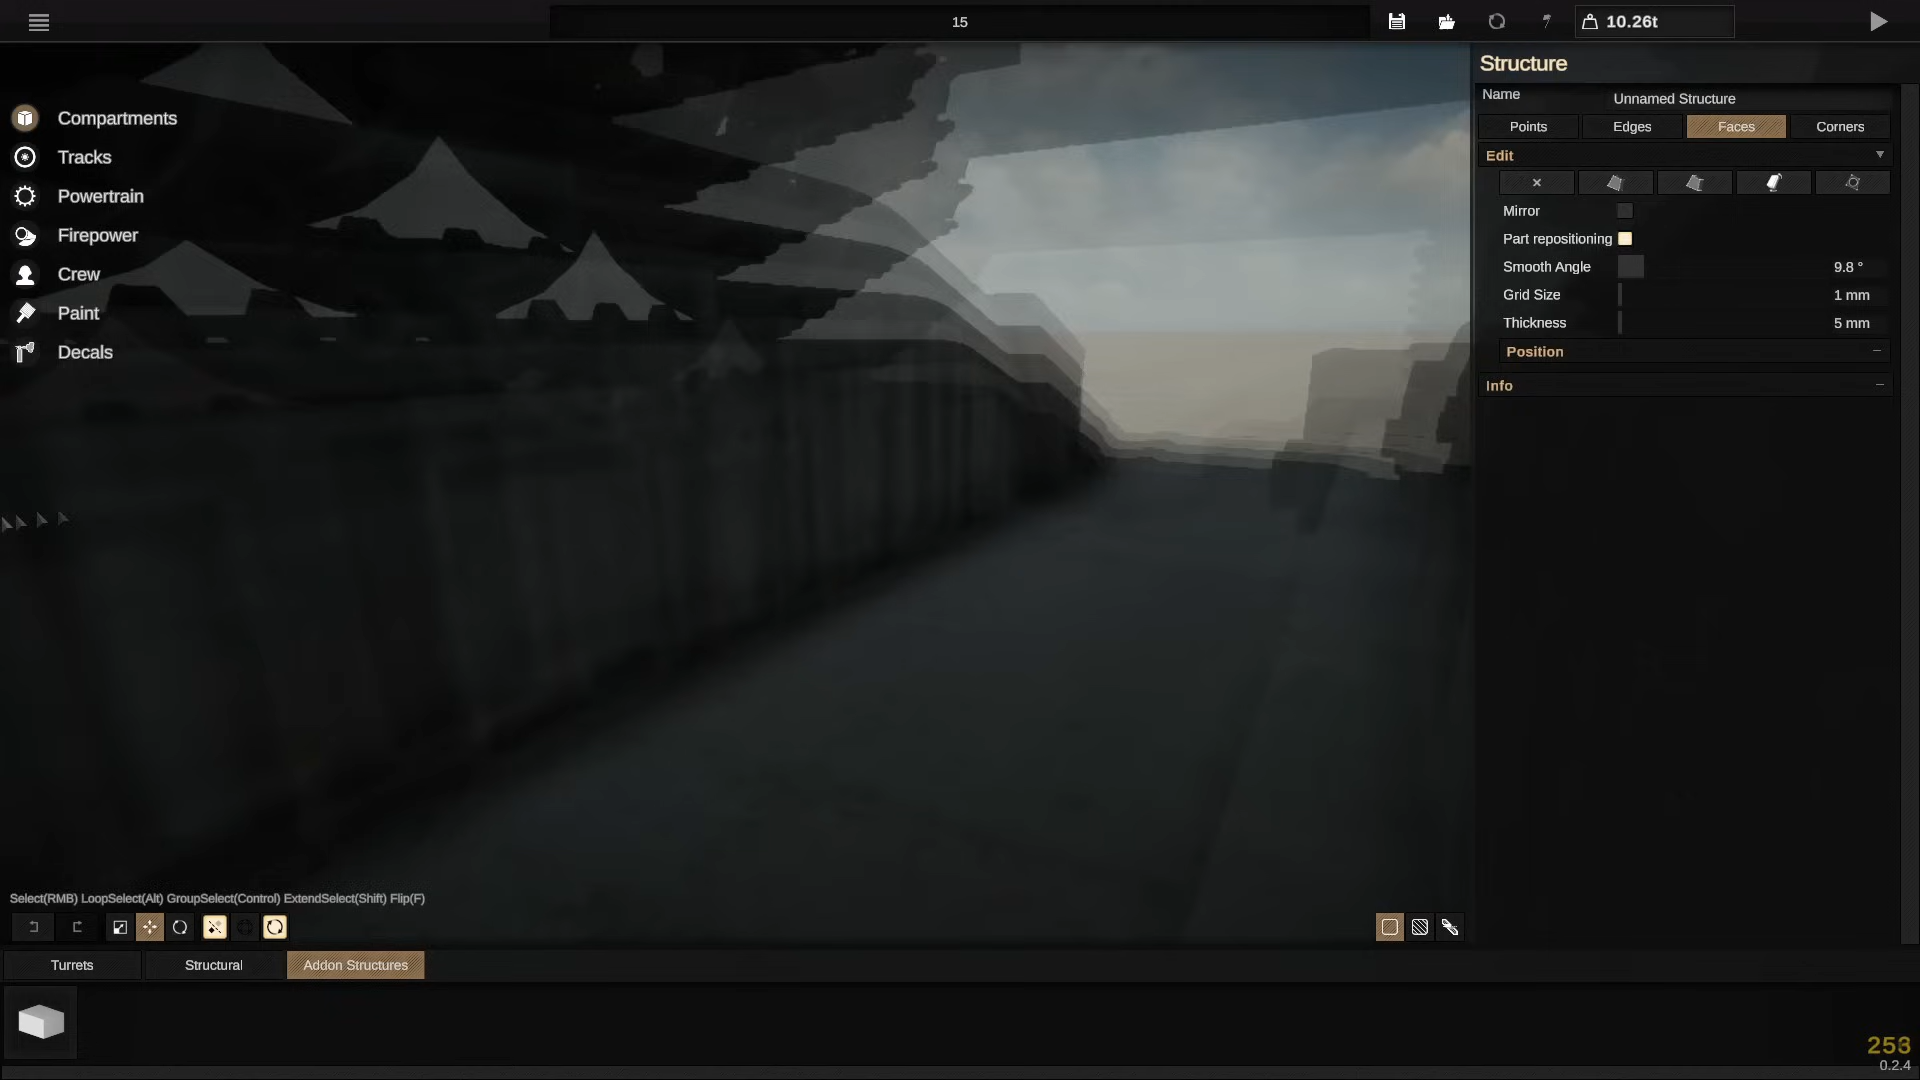 15
10.26t
Compartments
Tracks
Powertrain
Firepower
Crew
Paint
Decals
Structure
Name
Unnamed Structure
Points
Edges
Faces
Corners
Edit
Mirror
Part repositioning
Smooth Angle
9.8 °
Grid Size
1 mm
Thickness
5 mm
Position
Info
Select(RMB) LoopSelect(Alt) GroupSelect(Control) ExtendSelect(Shift) Flip(F)
Turrets
Structural
Addon Structures
0.2.4